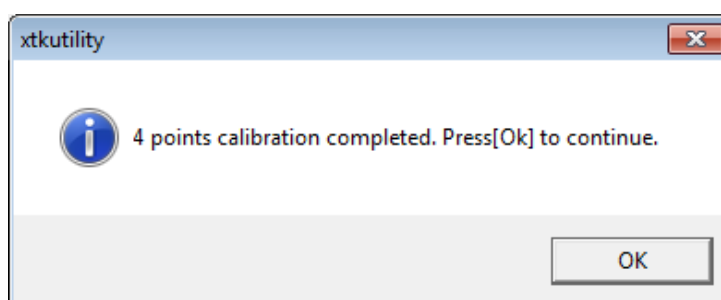 xtkutility
4 points calibration completed. Press[Ok] to continue.
OK